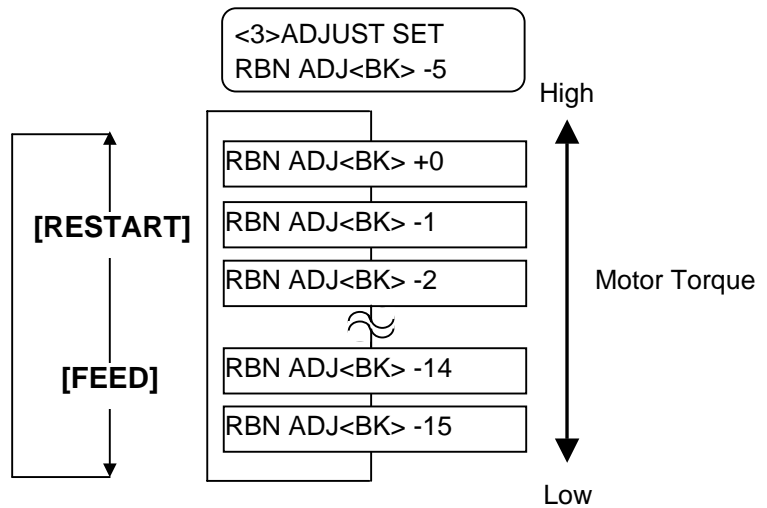 <3>ADJUST SET
RBN ADJ<BK> -5
High
RBN ADJ<BK> +0
[RESTART]
RBN ADJ<BK> -1
RBN ADJ<BK> -2
Motor Torque
[FEED]
RBN ADJ<BK> -14
RBN ADJ<BK> -15
Low